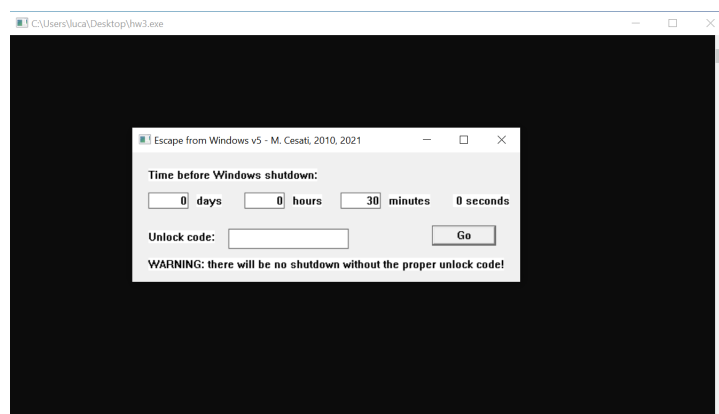 C:\Users\luca\Desktop\hw3.exe
Escape from Windows v5 - M. Cesati, 2010, 2021
Time before Windows shutdown:
0 days 0 hours 30 minutes 0 seconds
Unlock code: Go
WARNING: there will be no shutdown without the proper unlock code!